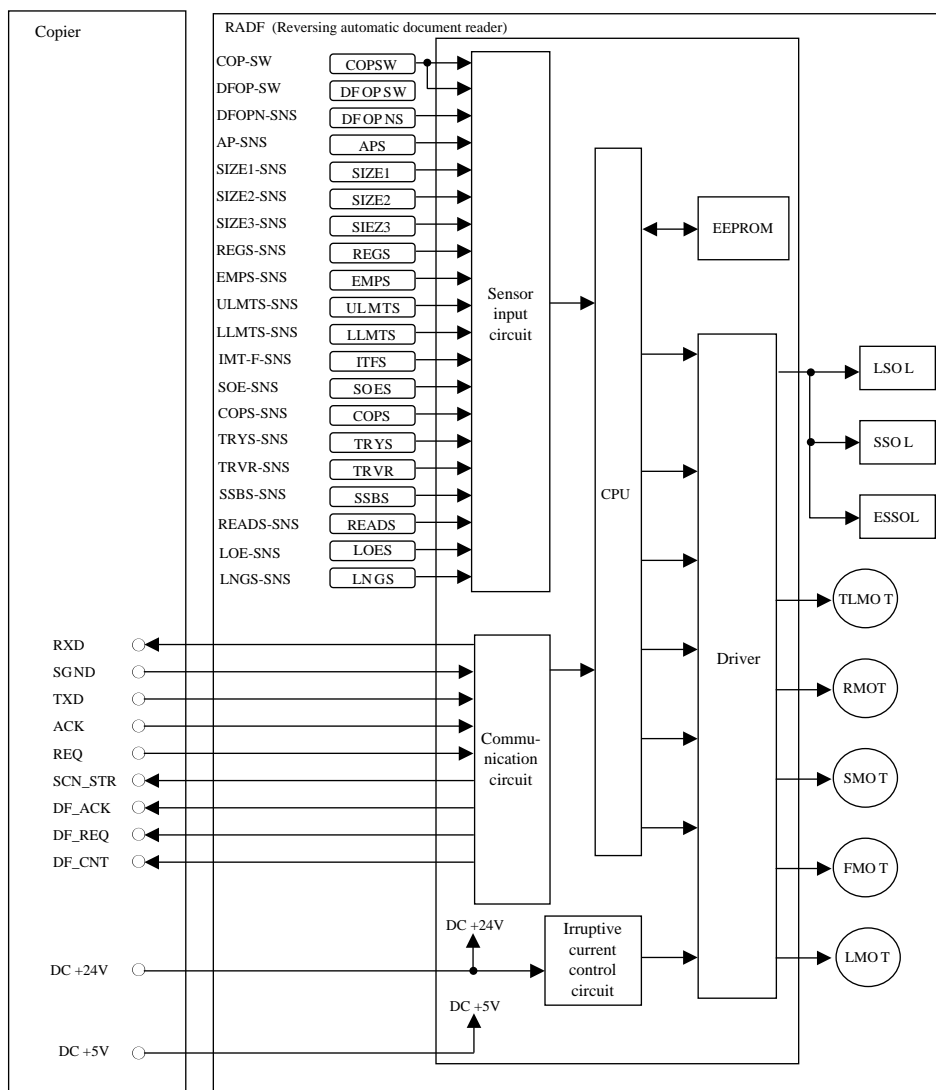 Copier
RADF (Reversing automatic document reader)
COP-SW COPSW
DFOP-SW DFOPSW
DFOPN-SNS DFOPNS
AP-SNS APS
SIZE1-SNS SIZE1
SIZE2-SNS SIZE2
SIZE3-SNS SIEZ3
REGS-SNS REGS
EMPS-SNS EMPS
ULMTS-SNS ULMTS
LLMTS-SNS LLMTS
IMT-F-SNS ITFS
SOE-SNS SOES
COPS-SNS COPS
TRYS-SNS TRYS
TRVR-SNS TRVR
SSBS-SNS SSBS
READS-SNS READS
LOE-SNS LOES
LNGS-SNS LNGS
Sensor
input
circuit
CPU
EEPROM
Driver
LSOL
SSOL
ESSOL
TLMOT
RMOT
SMOT
FMOT
LMOT
RXD
SGND
TXD
ACK
REQ
SCN_STR
DF_ACK
DF_REQ
DF_CNT
Commu-
nication
circuit
DC +24V
DC +24V
Irruptive
current
control
circuit
DC +5V
DC +5V